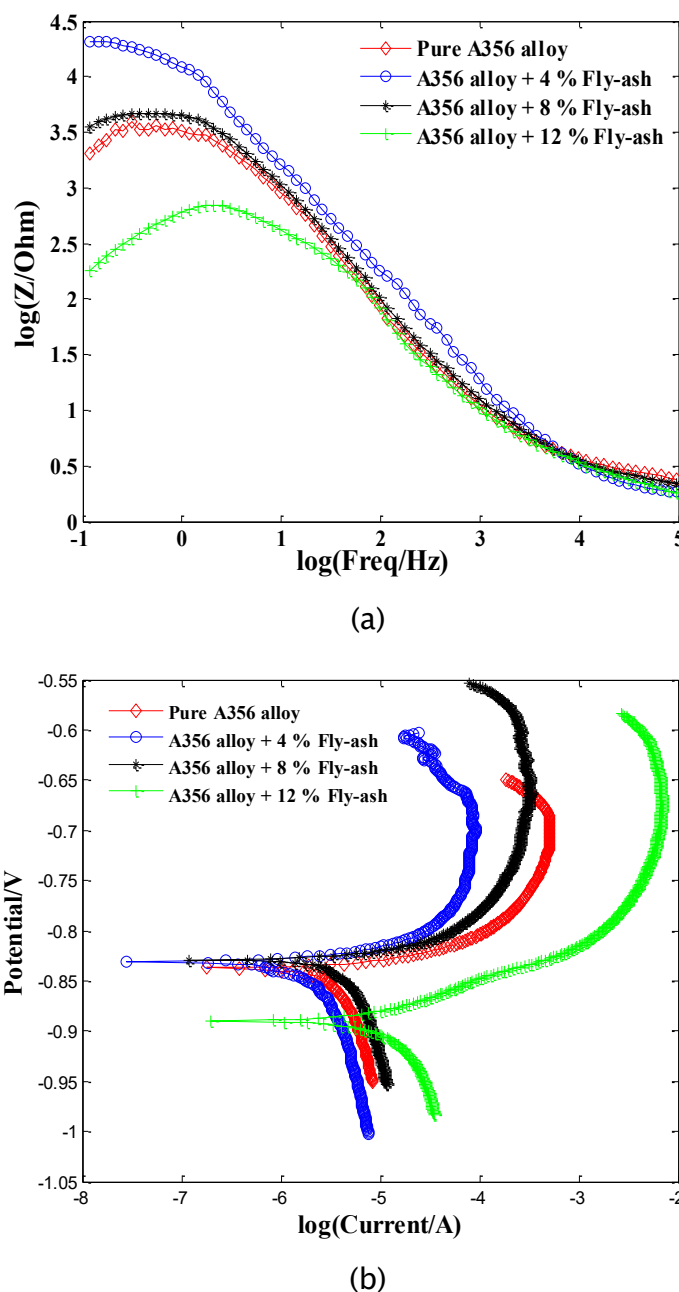 4.5
4
3.5
3
2.5
2
1.5
1
0.5
0
log(Z/Ohm)
Pure A356 alloy
A356 alloy + 4 % Fly-ash
A356 alloy + 8 % Fly-ash
A356 alloy + 12 % Fly-ash
-1 0 1 2 3 4 5
log(Freq/Hz)
(a)
-0.55
-0.6
-0.65
-0.7
-0.75
-0.8
-0.85
-0.9
-0.95
-1
-1.05
Potential/V
Pure A356 alloy
A356 alloy + 4 % Fly-ash
A356 alloy + 8 % Fly-ash
A356 alloy + 12 % Fly-ash
-8 -7 -6 -5 -4 -3 -2
log(Current/A)
(b)